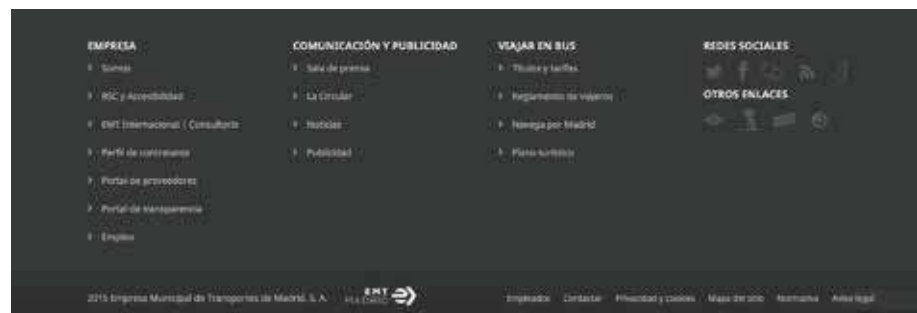 EMPRESA
Somos
RSC y Accesibilidad
EMT Internacional | Consultoría
Perfil de contratante
Portal de proveedores
Portal de transparencia
Empleo
COMUNICACIÓN Y PUBLICIDAD
Sala de prensa
La Circular
Noticias
Publicidad
VIAJAR EN BUS
Títulos y tarifas
Reglamento de viajeros
Navega por Madrid
Plano turístico
REDES SOCIALES
OTROS ENLACES
2015 Empresa Municipal de Transportes de Madrid, S. A.
EMT
MADRID
Empleados Contactar Privacidad y cookies Mapa del sitio Normativa Aviso legal